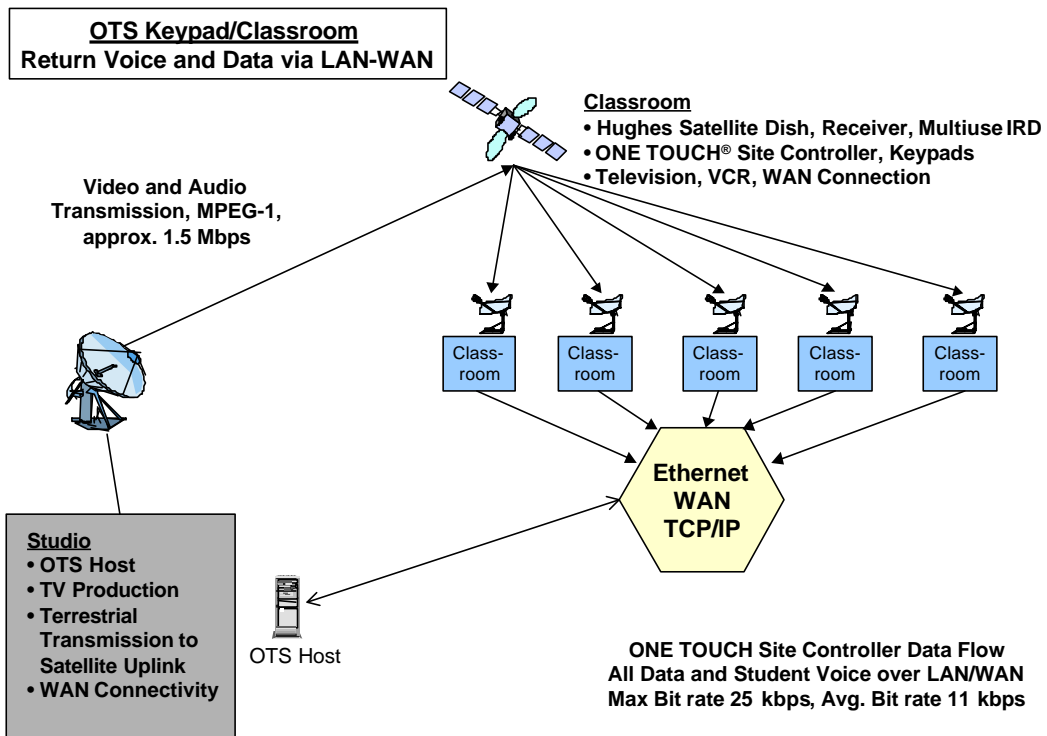 OTS Keypad/Classroom
Return Voice and Data via LAN-WAN
Classroom
• Hughes Satellite Dish, Receiver, Multiuse IRD
• ONE TOUCH® Site Controller, Keypads
• Television, VCR, WAN Connection
Video and Audio
Transmission, MPEG-1,
approx. 1.5 Mbps
Class-
room
Class-
room
Class-
room
Class-
room
Class-
room
Ethernet
WAN
TCP/IP
Studio
• OTS Host
• TV Production
• Terrestrial
Transmission to
Satellite Uplink
• WAN Connectivity
OTS Host
ONE TOUCH Site Controller Data Flow
All Data and Student Voice over LAN/WAN
Max Bit rate 25 kbps, Avg. Bit rate 11 kbps